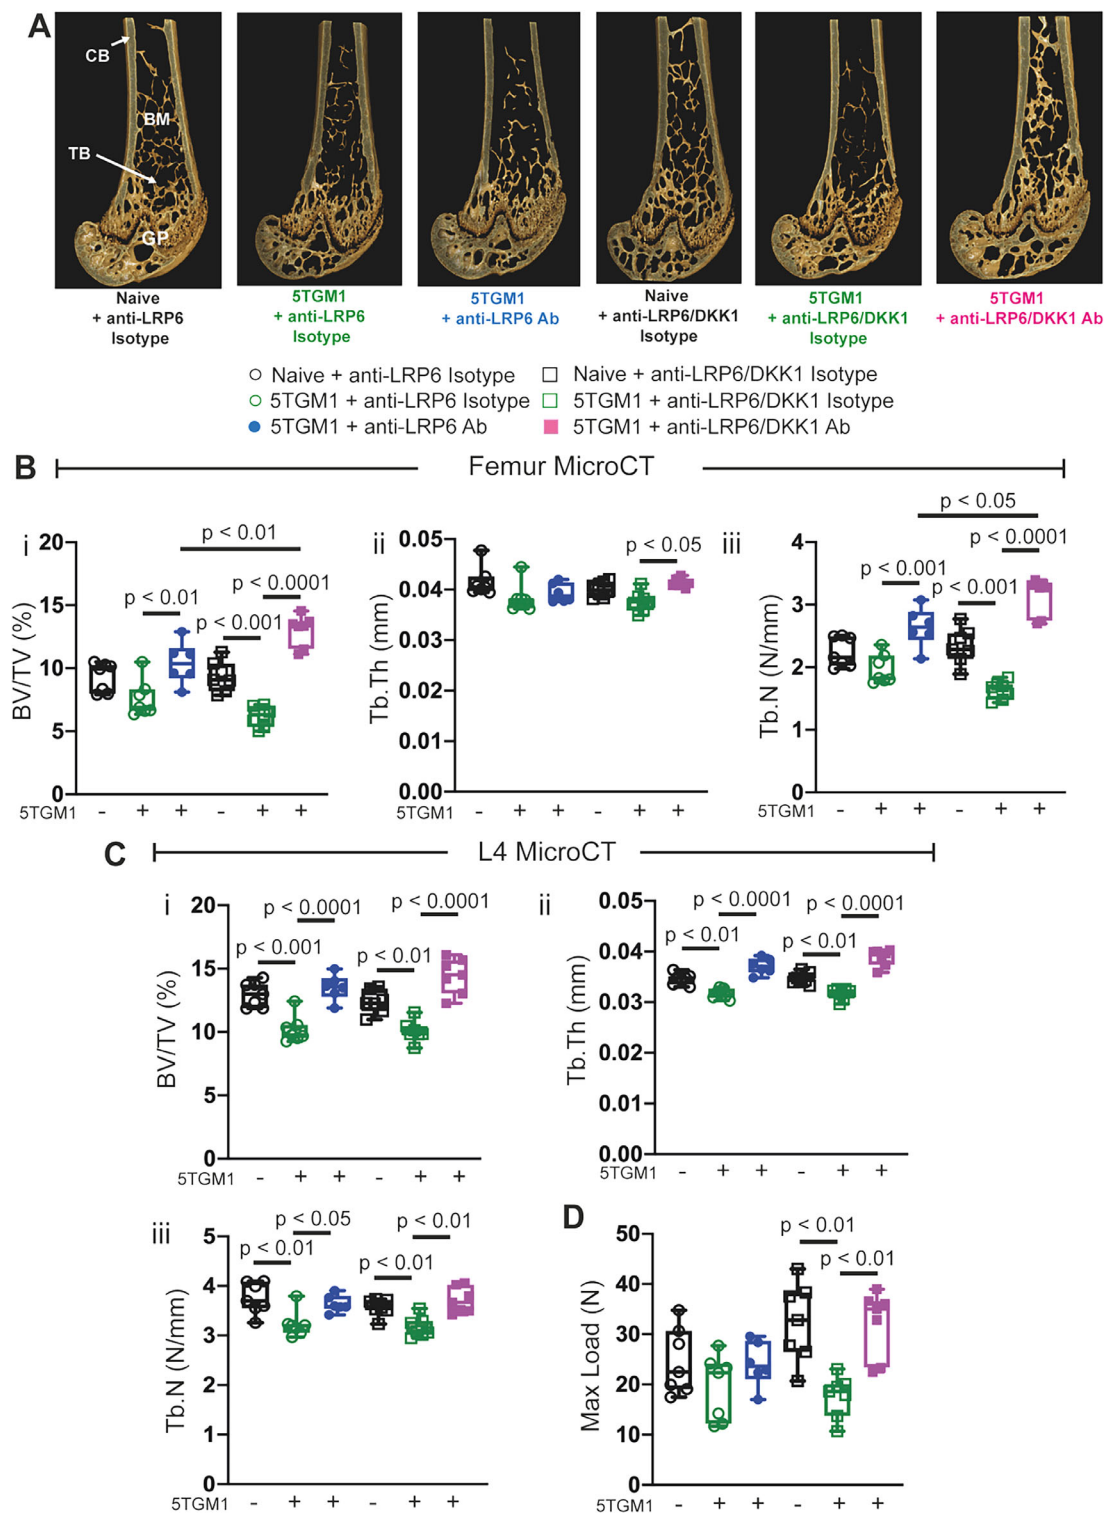 A
CB
BM
TB
GP
Naive
+ anti-LRP6
Isotype
5TGM1
+ anti-LRP6
Isotype
5TGM1
+ anti-LRP6 Ab
Naive
+ anti-LRP6/DKK1
Isotype
5TGM1
+ anti-LRP6/DKK1
Isotype
5TGM1
+ anti-LRP6/DKK1 Ab
Naive + anti-LRP6 Isotype
Naive + anti-LRP6/DKK1 Isotype
5TGM1 + anti-LRP6 Isotype
5TGM1 + anti-LRP6/DKK1 Isotype
5TGM1 + anti-LRP6 Ab
5TGM1 + anti-LRP6/DKK1 Ab
B
Femur MicroCT
i
BV/TV (%)
20
15
10
5
0
p < 0.01
p < 0.0001
p < 0.01
p < 0.001
5TGM1 - + + - + +
ii
Tb.Th (mm)
0.05
0.04
0.03
0.02
0.01
0.00
p < 0.05
5TGM1 - + + - + +
iii
Tb.N (N/mm)
4
3
2
1
0
p < 0.05
p < 0.0001
p < 0.001
p < 0.001
5TGM1 - + + - + +
C
L4 MicroCT
i
BV/TV (%)
20
15
10
5
0
p < 0.0001
p < 0.0001
p < 0.001
p < 0.01
5TGM1 - + + - + +
ii
Tb.Th (mm)
0.05
0.04
0.03
0.02
0.01
0.00
p < 0.0001
p < 0.0001
p < 0.01
p < 0.01
5TGM1 - + + - + +
iii
Tb.N (N/mm)
5
4
3
2
1
0
p < 0.05
p < 0.01
p < 0.01
p < 0.01
5TGM1 - + + - + +
D
Max Load (N)
50
40
30
20
10
0
p < 0.01
p < 0.01
5TGM1 - + + - + +